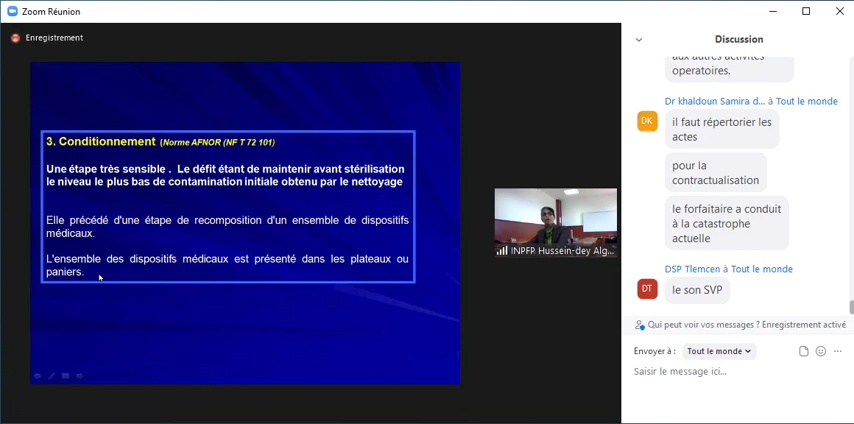 Zoom Réunion
Enregistrement
3. Conditionnement (Norme AFNOR (NF T 72 101)
Une étape très sensible . Le défit étant de maintenir avant stérilisation
le niveau le plus bas de contamination initiale obtenu par le nettoyage
Elle précédé d'une étape de recomposition d'un ensemble de dispositifs
médicaux.
L'ensemble des dispositifs médicaux est présenté dans les plateaux ou
paniers.
INPFP Hussein-dey Alg...
Discussion
aux autres activités
operatoires.
Dr khaldoun Samira d... à Tout le monde
DK
il faut répertorier les
actes
pour la
contractualisation
le forfaitaire a conduit
à la catastrophe
actuelle
DSP Tlemcen à Tout le monde
DT
le son SVP
Qui peut voir vos messages ? Enregistrement activé
Envoyer à :
Tout le monde
Saisir le message ici...